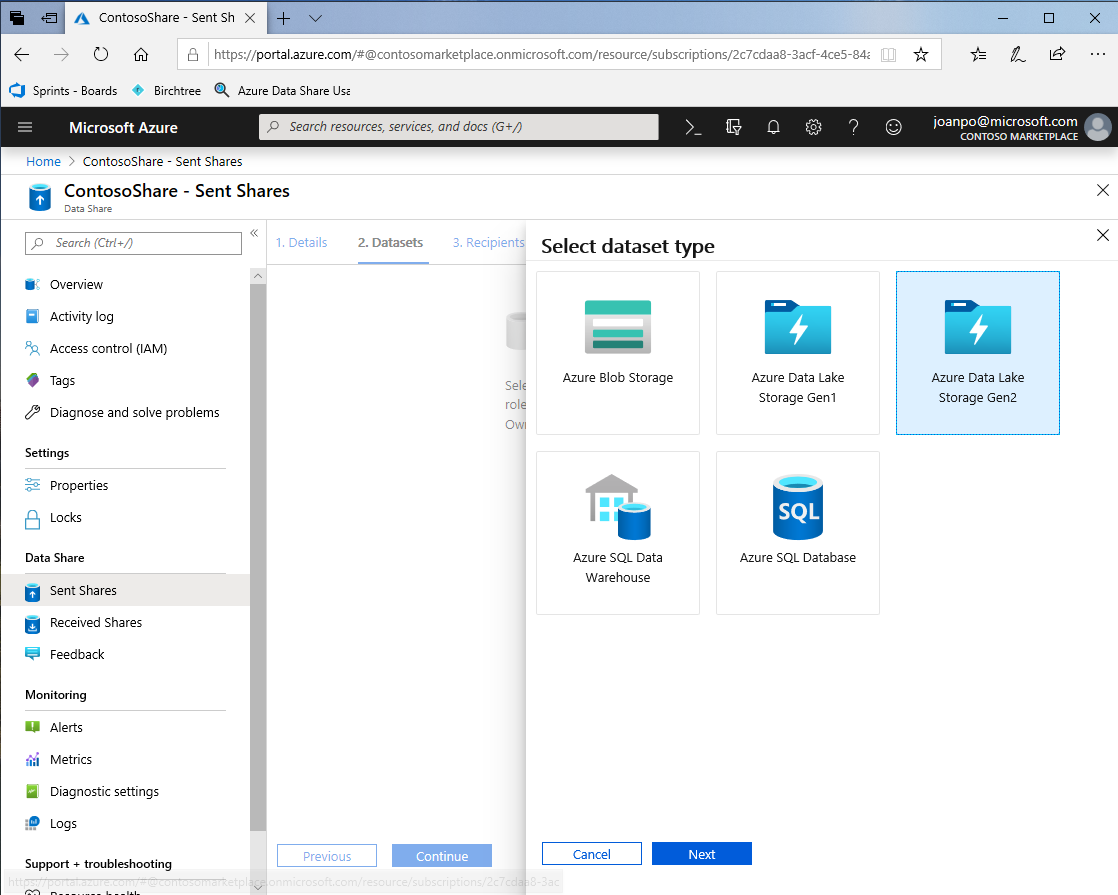 ContosoShare - Sent Sh
https://portal.azure.com/#@contosomarketplace.onmicrosoft.com/resource/subscriptions/2c7cdaa8-3acf-4ce5-84a
Sprints - Boards
Birchtree
Azure Data Share Usa
Microsoft Azure
Search resources, services, and docs (G+/)
joanpo@microsoft.com
CONTOSO MARKETPLACE
Home > ContosoShare - Sent Shares
ContosoShare - Sent Shares
Data Share
Search (Ctrl+/)
Overview
Activity log
Access control (IAM)
Tags
Diagnose and solve problems
Settings
Properties
Locks
Data Share
Sent Shares
Received Shares
Feedback
Monitoring
Alerts
Metrics
Diagnostic settings
Logs
Support + troubleshooting
Resource health
1. Details
2. Datasets
3. Recipients
Sele
role
Own
Previous
Continue
Select dataset type
Azure Blob Storage
Azure Data Lake
Storage Gen1
Azure Data Lake
Storage Gen2
Azure SQL Data
Warehouse
SQL
Azure SQL Database
Cancel
Next
https://portal.azure.com/#@contosomarketplace.onmicrosoft.com/resource/subscriptions/2c7cdaa8-3ac